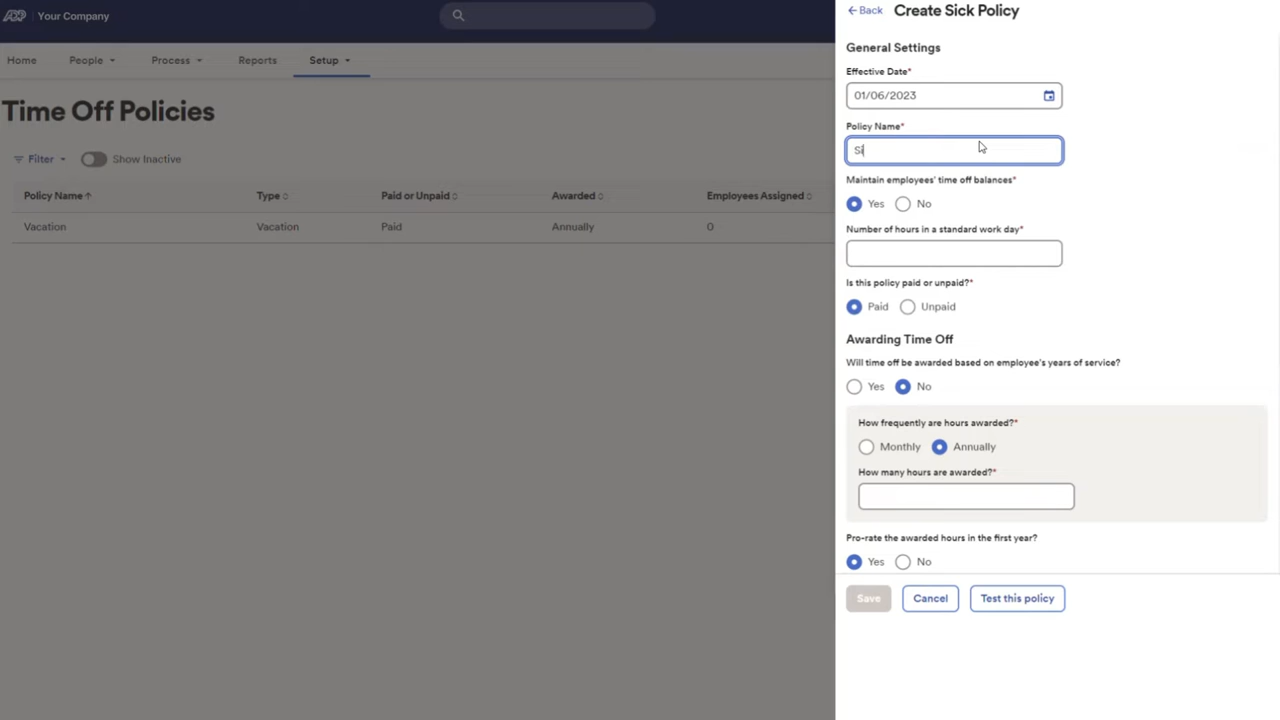 ADP Your Company
Home People Process Reports Setup
Time Off Policies
Filter Show Inactive
Policy Name Type Paid or Unpaid Awarded Employees Assigned
Vacation Vacation Paid Annually 0
Back Create Sick Policy
General Settings
Effective Date*
01/06/2023
Policy Name*
Si
Maintain employees' time off balances*
Yes No
Number of hours in a standard work day*
Is this policy paid or unpaid?*
Paid Unpaid
Awarding Time Off
Will time off be awarded based on employee's years of service?
Yes No
How frequently are hours awarded?*
Monthly Annually
How many hours are awarded?*
Pro-rate the awarded hours in the first year?
Yes No
Save Cancel Test this policy